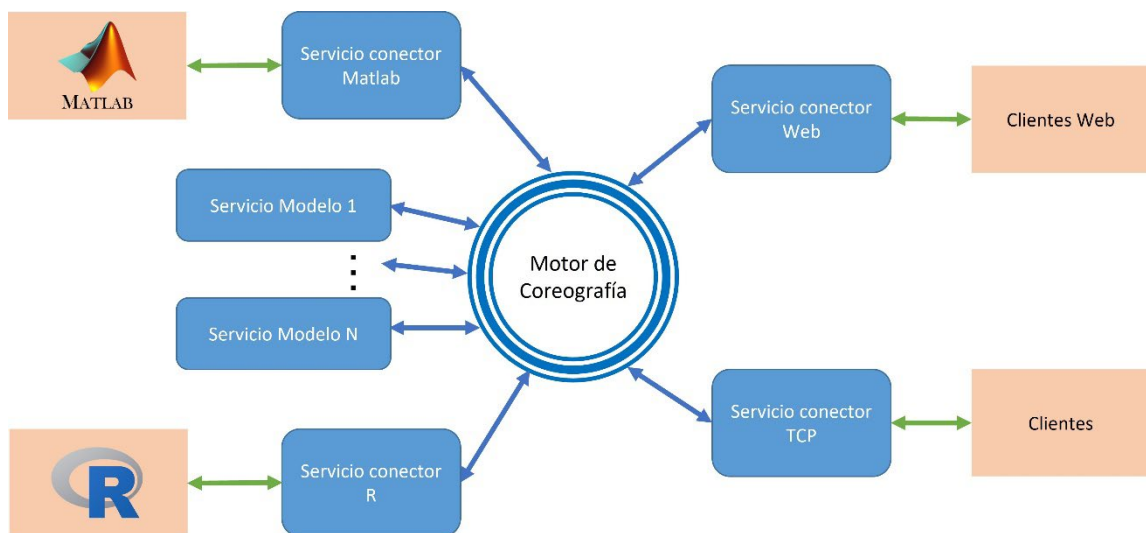 MATLAB
Servicio conector
Matlab
Servicio conector
Web
Clientes Web
Servicio Modelo 1
Motor de
Coreografía
Servicio Modelo N
Servicio conector
TCP
Clientes
R
Servicio conector
R